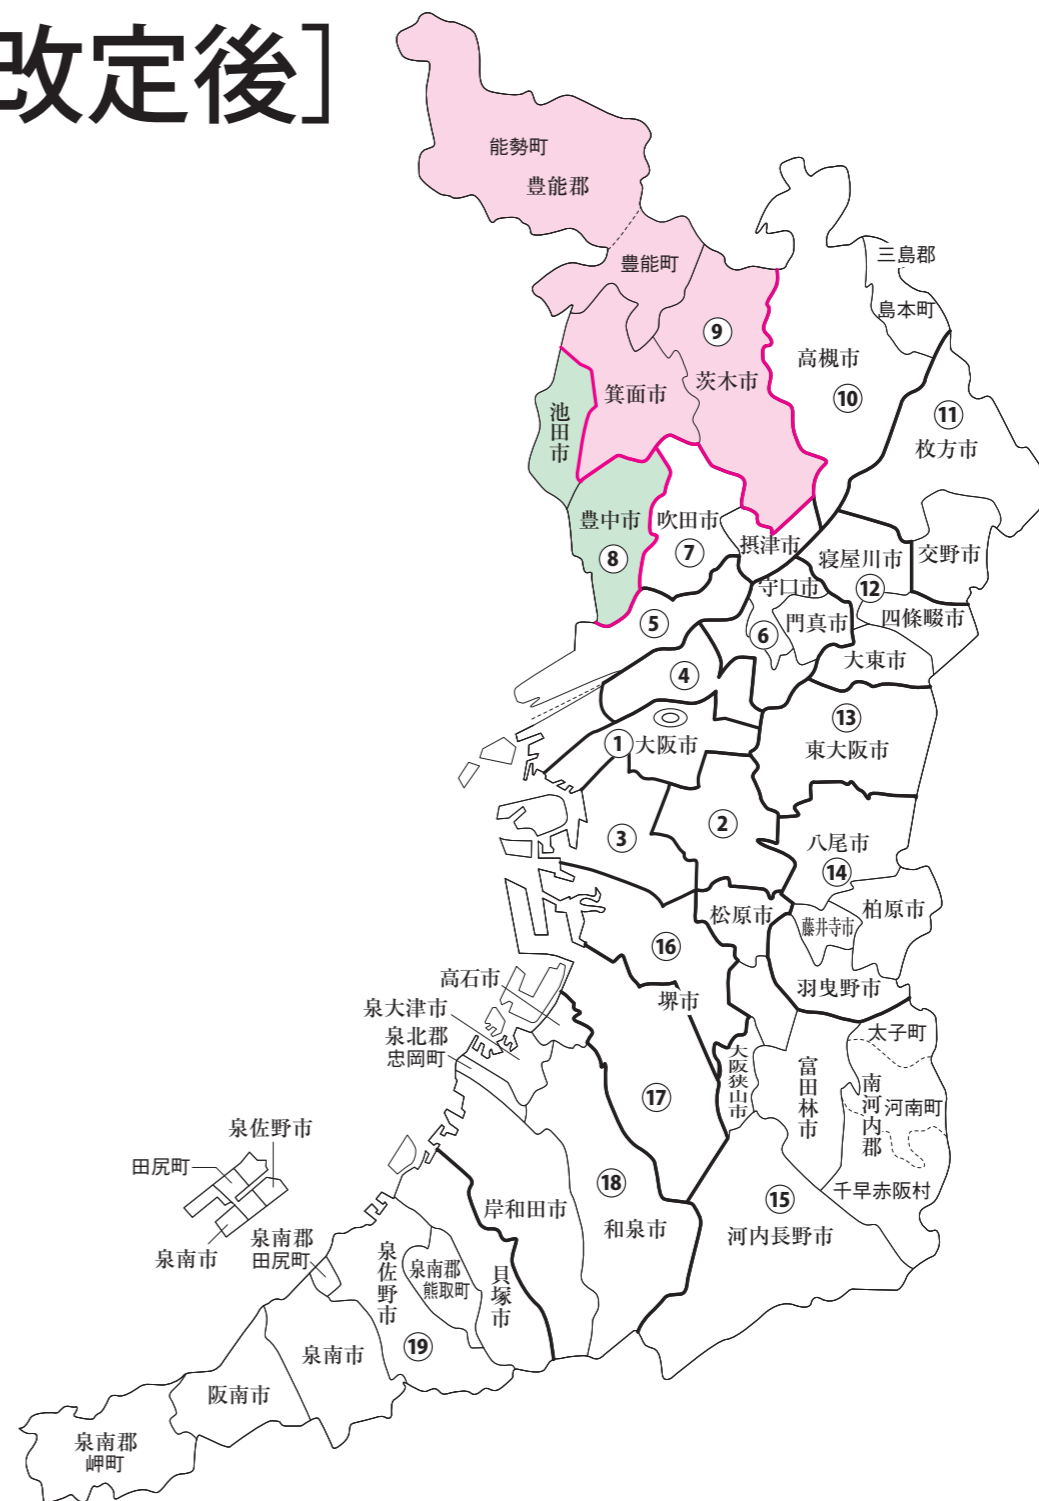 改定後］
能勢町
豊能郡
豊能町
三島郡
島本町
⑨
高槻市
茨木市
箕面市
⑩
⑪
池田市
枚方市
豊中市
吹田市
摂津市
⑧
⑦
寝屋川市
交野市
守口市
⑫
四條畷市
⑤
⑥
門真市
大東市
④
⑬
①
大阪市
東大阪市
③
②
八尾市
⑭
松原市
藤井寺市
柏原市
⑯
高石市
羽曳野市
堺市
泉大津市
泉北郡
忠岡町
太子町
大阪狭山市
富田林市
南河内郡
河南町
⑰
泉佐野市
田尻町
千早赤阪村
⑱
⑮
岸和田市
和泉市
河内長野市
泉南市
泉南郡
田尻町
泉佐野市
泉南郡
熊取町
貝塚市
⑲
泉南市
阪南市
泉南郡
岬町